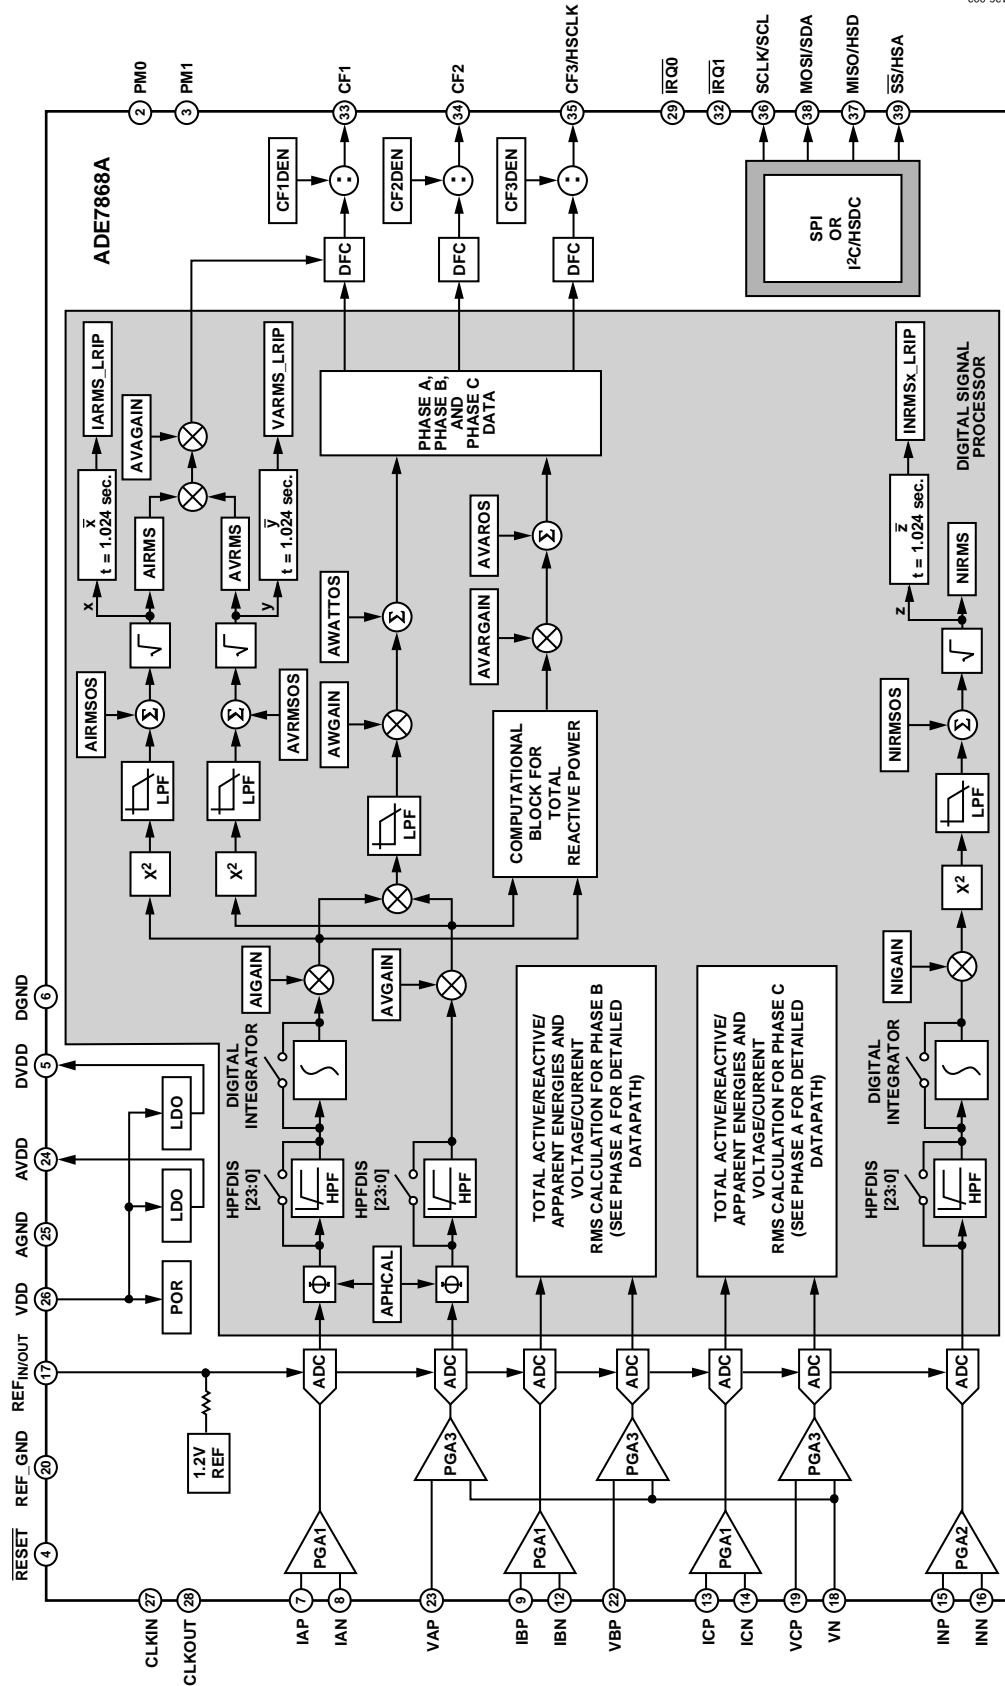 RESET
4
REF_GND
20
REFIN/OUT
17
VDD
26
AGND
25
AVDD
24
DVDD
5
DGND
6
ADE7868A
CLKIN
27
CLKOUT
28
1.2V
REF
POR
LDO
LDO
IAP
7
IAN
8
PGA1
ADC
VAP
23
PGA3
ADC
IBP
9
IBN
12
PGA1
ADC
VBP
22
PGA3
ADC
ICP
13
ICN
14
PGA1
ADC
VCP
19
VN
18
PGA3
ADC
INP
15
INN
16
PGA2
ADC
APHCAL
Φ
Φ
HPFDIS
[23:0]
HPF
DIGITAL
INTEGRATOR
∫
AIGAIN
HPFDIS
[23:0]
HPF
AVGAIN
X²
LPF
AIRMSOS
Σ
√
x
x̅
t = 1.024 sec.
IARMS_LRIP
AIRMS
AVAGAIN
X²
LPF
AVRMSOS
Σ
√
AVRMS
y
y̅
t = 1.024 sec.
VARMS_LRIP
LPF
AWGAIN
AWATTOS
Σ
COMPUTATIONAL
BLOCK FOR
TOTAL
REACTIVE POWER
AVARGAIN
AVAROS
Σ
PHASE A,
PHASE B,
AND
PHASE C
DATA
TOTAL ACTIVE/REACTIVE/
APPARENT ENERGIES AND
VOLTAGE/CURRENT
RMS CALCULATION FOR PHASE B
(SEE PHASE A FOR DETAILED
DATAPATH)
TOTAL ACTIVE/REACTIVE/
APPARENT ENERGIES AND
VOLTAGE/CURRENT
RMS CALCULATION FOR PHASE C
(SEE PHASE A FOR DETAILED
DATAPATH)
HPFDIS
[23:0]
HPF
DIGITAL
INTEGRATOR
∫
NIGAIN
X²
LPF
NIRMSOS
Σ
√
NIRMS
z
z̅
t = 1.024 sec.
INRMSx_LRIP
DIGITAL SIGNAL
PROCESSOR
DFC
CF1DEN
:
DFC
CF2DEN
:
DFC
CF3DEN
:
SPI
OR
I²C/HSDC
2
PM0
3
PM1
33
CF1
34
CF2
35
CF3/HSCLK
29
IRQ0
32
IRQ1
36
SCLK/SCL
38
MOSI/SDA
37
MISO/HSD
39
SS/HSA